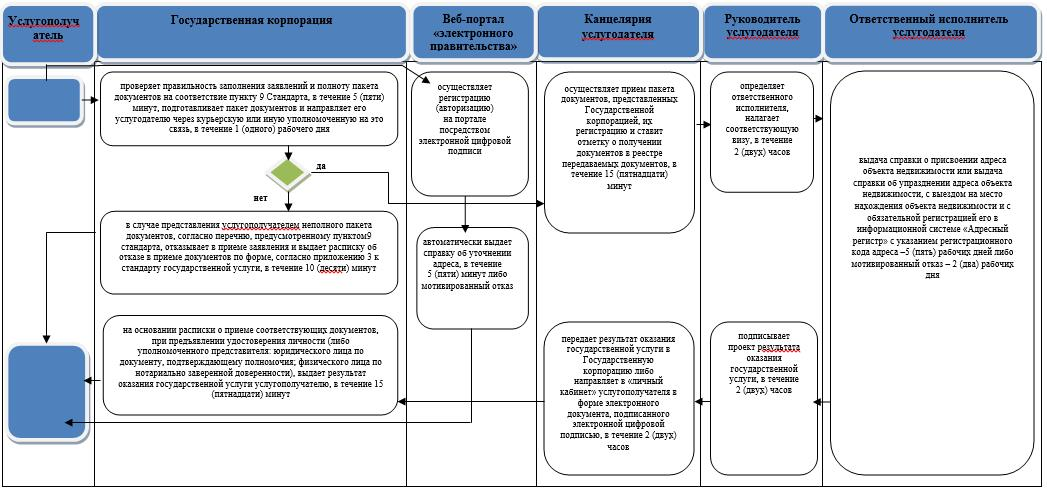 Услугополуч
атель
Государственная корпорация
Веб-портал
«электронного
правительства»
Канцелярия
услугодателя
Руководитель
услугодателя
Ответственный исполнитель
услугодателя
проверяет правильность заполнения заявлений и полноту пакета
документов на соответствие пункту 9 Стандарта, в течение 5 (пяти)
минут, подготавливает пакет документов и направляет его
услугодателю через курьерскую или иную уполномоченную на это
связь, в течение 1 (одного) рабочего дня
да
нет
в случае представления услугополучателем неполного пакета
документов, согласно перечню, предусмотренному пунктом9
стандарта, отказывает в приеме заявления и выдает расписку об
отказе в приеме документов по форме, согласно приложению 3 к
стандарту государственной услуги, в течение 10 (десяти) минут
на основании расписки о приеме соответствующих документов,
при предъявлении удостоверения личности (либо
уполномоченного представителя: юридического лица по
документу, подтверждающему полномочия; физического лица по
нотариально заверенной доверенности), выдает результат
оказания государственной услуги услугополучателю, в течение 15
(пятнадцати) минут
осуществляет
регистрацию
(авторизацию)
на портале
посредством
электронной цифровой
подписи
автоматически выдает
справку об уточнении
адреса, в течение
5 (пяти) минут либо
мотивированный отказ
осуществляет прием пакета
документов, представленных
Государственной
корпорацией, их
регистрацию и ставит
отметку о получении
документов в реестре
передаваемых документов, в
течение 15 (пятнадцати)
минут
передает результат оказания
государственной услуги в
Государственную
корпорацию либо
направляет в «личный
кабинет» услугополучателя в
форме электронного
документа, подписанного
электронной цифровой
подписью, в течение 2 (двух)
часов
определяет
ответственного
исполнителя,
налагает
соответствующую
визу, в течение
2 (двух) часов
подписывает
проект результата
оказания
государственной
услуги, в течение
2 (двух) часов
выдача справки о присвоении адреса
объекта недвижимости или выдача
справки об упразднении адреса объекта
недвижимости, с выездом на место
нахождения объекта недвижимости и с
обязательной регистрацией его в
информационной системе «Адресный
регистр» с указанием регистрационного
кода адреса –5 (пять) рабочих дней либо
мотивированный отказ – 2 (два) рабочих
дня